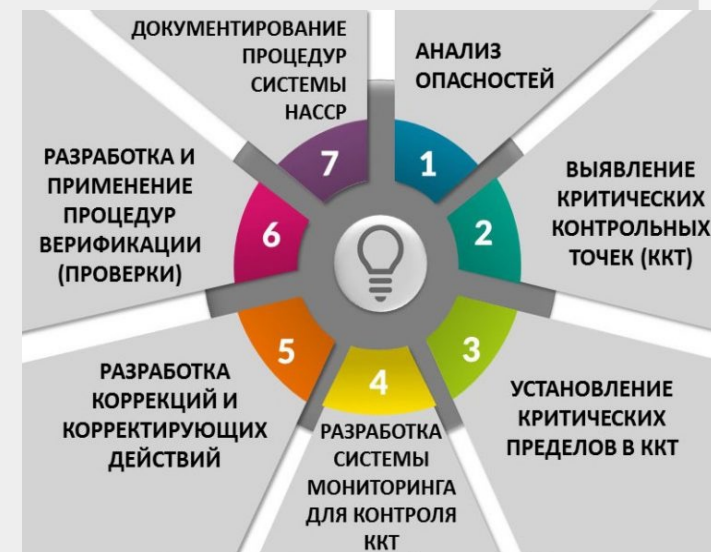 1
АНАЛИЗ
ОПАСНОСТЕЙ
2
ВЫЯВЛЕНИЕ
КРИТИЧЕСКИХ
КОНТРОЛЬНЫХ
ТОЧЕК (ККТ)
3
УСТАНОВЛЕНИЕ
КРИТИЧЕСКИХ
ПРЕДЕЛОВ В ККТ
4
РАЗРАБОТКА
СИСТЕМЫ
МОНИТОРИНГА
ДЛЯ КОНТРОЛЯ
ККТ
5
РАЗРАБОТКА
КОРРЕКЦИЙ И
КОРРЕКТИРУЮЩИХ
ДЕЙСТВИЙ
6
РАЗРАБОТКА И
ПРИМЕНЕНИЕ
ПРОЦЕДУР
ВЕРИФИКАЦИИ
(ПРОВЕРКИ)
7
ДОКУМЕНТИРОВАНИЕ
ПРОЦЕДУР
СИСТЕМЫ
НАССР